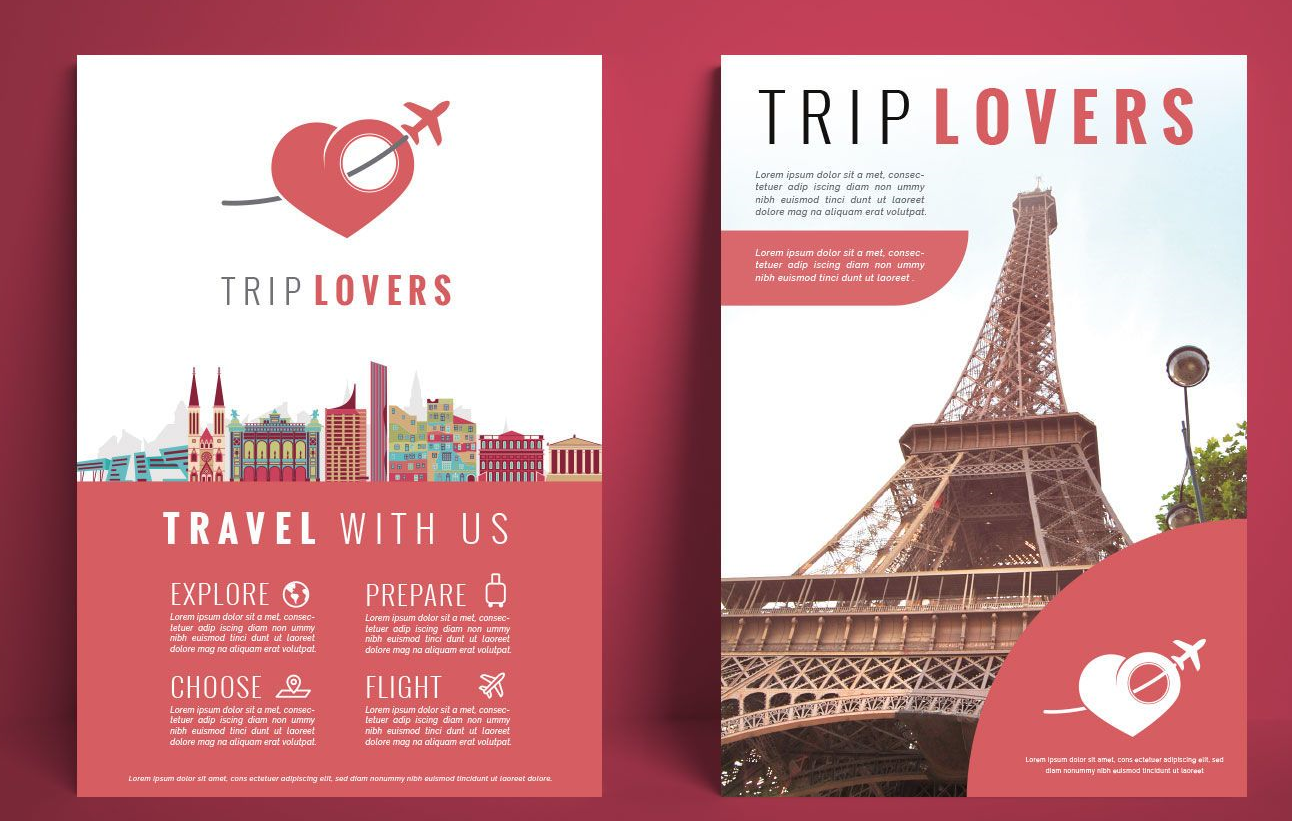 TRIP LOVERS
TRAVEL WITH US
EXPLORE
Lorem ipsum dolor sit a met, consec-
tetuer adip iscing diam non ummy
nibh euismod tinci dunt ut laoreet
dolore mag na aliquam erat volutpat.
PREPARE
Lorem ipsum dolor sit a met, consec-
tetuer adip iscing diam non ummy
nibh euismod tinci dunt ut laoreet
dolore mag na aliquam erat volutpat.
CHOOSE
Lorem ipsum dolor sit a met, consec-
tetuer adip iscing diam non ummy
nibh euismod tinci dunt ut laoreet
dolore mag na aliquam erat volutpat.
FLIGHT
Lorem ipsum dolor sit a met, consec-
tetuer adip iscing diam non ummy
nibh euismod tinci dunt ut laoreet
dolore mag na aliquam erat volutpat.
Lorem ipsum dolor sit amet, cons ectetuer adipiscing elit, sed diam nonummy nibh euismod tincidunt ut laoreet dolore.
TRIP LOVERS
Lorem ipsum dolor sit a met, consec-
tetuer adip iscing diam non ummy
nibh euismod tinci dunt ut laoreet
dolore mag na aliquam erat volutpat.
Lorem ipsum dolor sit a met, consec-
tetuer adip iscing diam non ummy
nibh euismod tinci dunt ut laoreet .
Lorem ipsum dolor sit amet, cons ectetuer adipiscing elit, sed
diam nonummy nibh euismod tincidunt ut laoreet